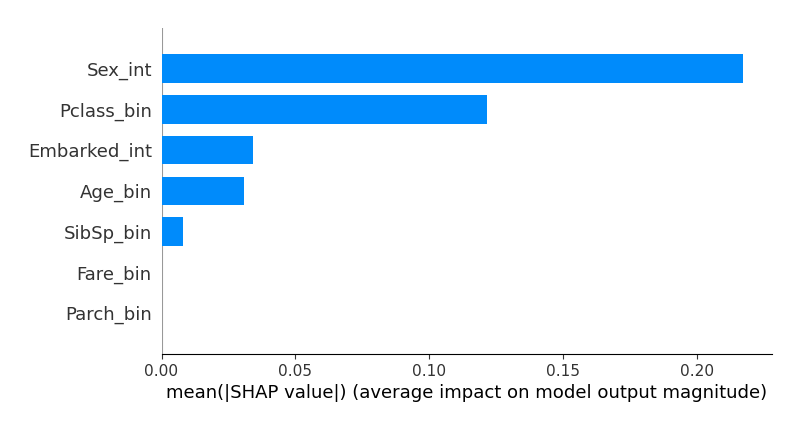 Sex_int
Pclass_bin
Embarked_int
Age_bin
SibSp_bin
Fare_bin
Parch_bin
0.00 0.05 0.10 0.15 0.20
mean(|SHAP value|) (average impact on model output magnitude)